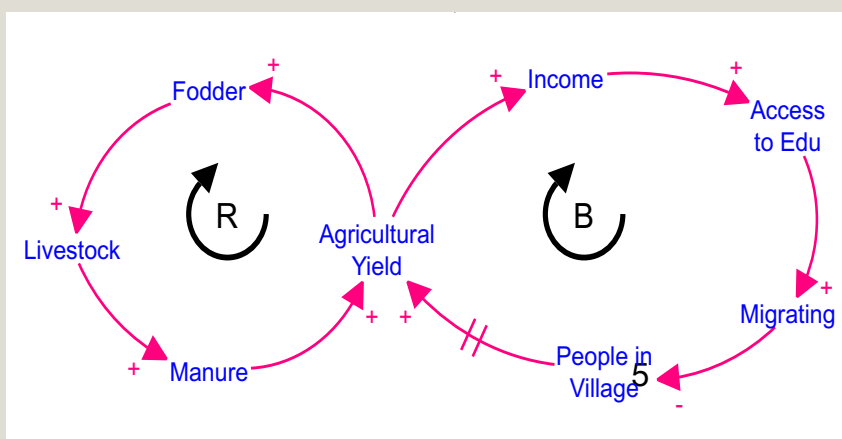 +
Fodder
+
Livestock
+
Manure
+
R
Agricultural
Yield
+
Income
+
Access
to Edu
+
Migrating
-
People in
Village
5
+
B